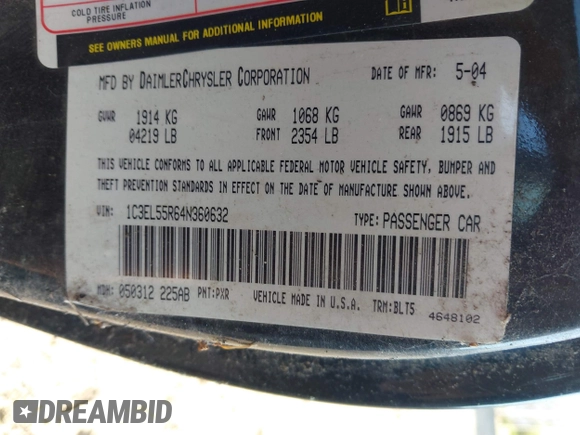 COLD TIRE INFLATION
PRESSURE
SEE OWNERS MANUAL FOR ADDITIONAL INFORMATION
MFD BY DAIMLERCHRYSLER CORPORATION DATE OF MFR: 5-04
GVWR 1914 KG GAWR 1068 KG GAWR 0869 KG
04219 LB FRONT 2354 LB REAR 1915 LB
THIS VEHICLE CONFORMS TO ALL APPLICABLE FEDERAL MOTOR VEHICLE SAFETY, BUMPER AND
THEFT PREVENTION STANDARDS IN EFFECT ON THE DATE OF MANUFACTURE SHOWN ABOVE.
VIN: 1C3EL55R64N360632 TYPE: PASSENGER CAR
MDH: 050312 225AB PNT:PXR VEHICLE MADE IN U.S.A. TRM:BLT5
4648102
DREAMBID